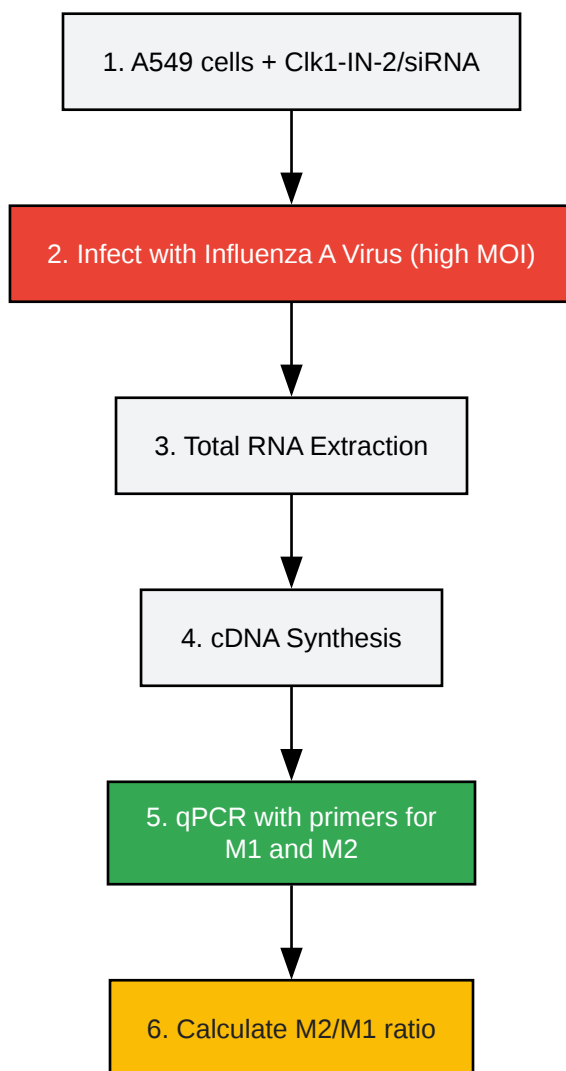 1. A549 cells + Clk1-IN-2/siRNA
2. Infect with Influenza A Virus (high MOI)
3. Total RNA Extraction
4. cDNA Synthesis
5. qPCR with primers for
M1 and M2
6. Calculate M2/M1 ratio